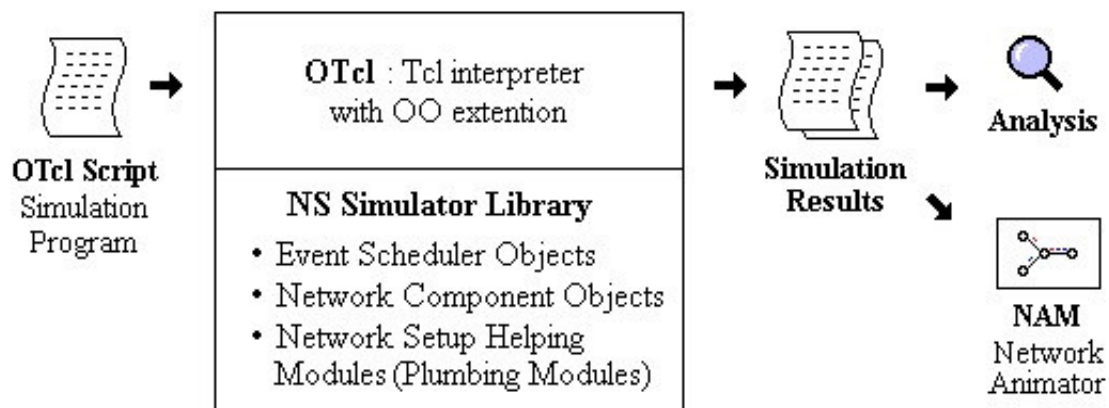 OTcl Script
Simulation
Program
OTcl : Tcl interpreter
with OO extention
NS Simulator Library
• Event Scheduler Objects
• Network Component Objects
• Network Setup Helping
Modules (Plumbing Modules)
Simulation
Results
Analysis
NAM
Network
Animator